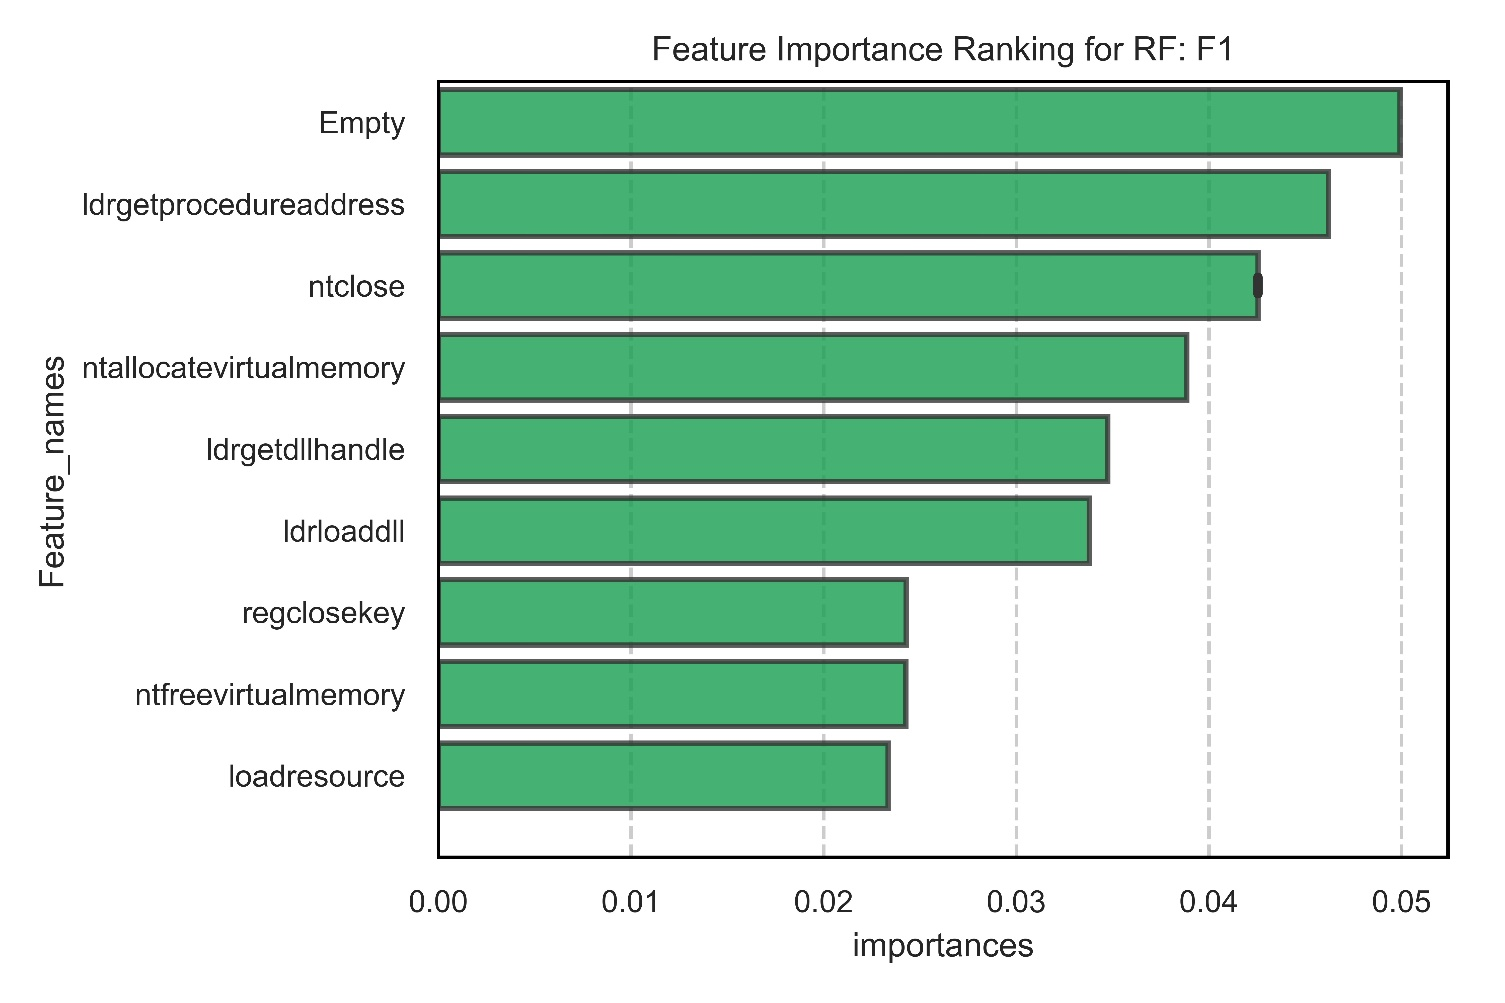 Feature Importance Ranking for RF: F1
Feature_names
Empty
ldrgetprocedureaddress
ntclose
ntallocatevirtualmemory
ldrgetdllhandle
ldrloaddll
regclosekey
ntfreevirtualmemory
loadresource
0.00 0.01 0.02 0.03 0.04 0.05
importances